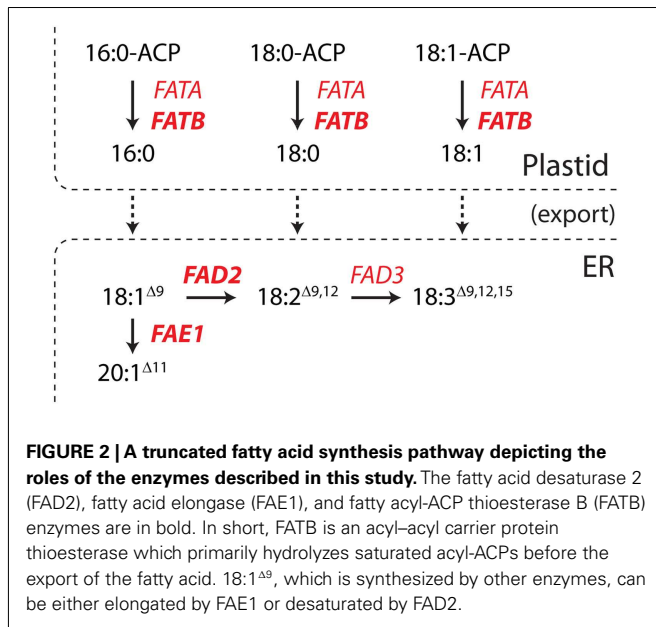 16:0-ACP 18:0-ACP 18:1-ACP
FATA FATA FATA
FATB FATB FATB
16:0 18:0 18:1
Plastid
(export)
ER
18:1Δ9 FAD2 18:2Δ9,12 FAD3 18:3Δ9,12,15
FAE1
20:1Δ11
FIGURE 2 | A truncated fatty acid synthesis pathway depicting the
roles of the enzymes described in this study. The fatty acid desaturase 2
(FAD2), fatty acid elongase (FAE1), and fatty acyl-ACP thioesterase B (FATB)
enzymes are in bold. In short, FATB is an acyl–acyl carrier protein
thioesterase which primarily hydrolyzes saturated acyl-ACPs before the
export of the fatty acid. 18:1Δ9, which is synthesized by other enzymes, can
be either elongated by FAE1 or desaturated by FAD2.